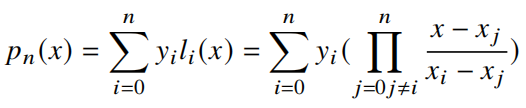 $p_n(x) = \sum_{i=0}^{n} y_i l_i(x) = \sum_{i=0}^{n} y_i ( \prod_{j=0 j \neq i}^{n} \frac{x - x_j}{x_i - x_j} )$